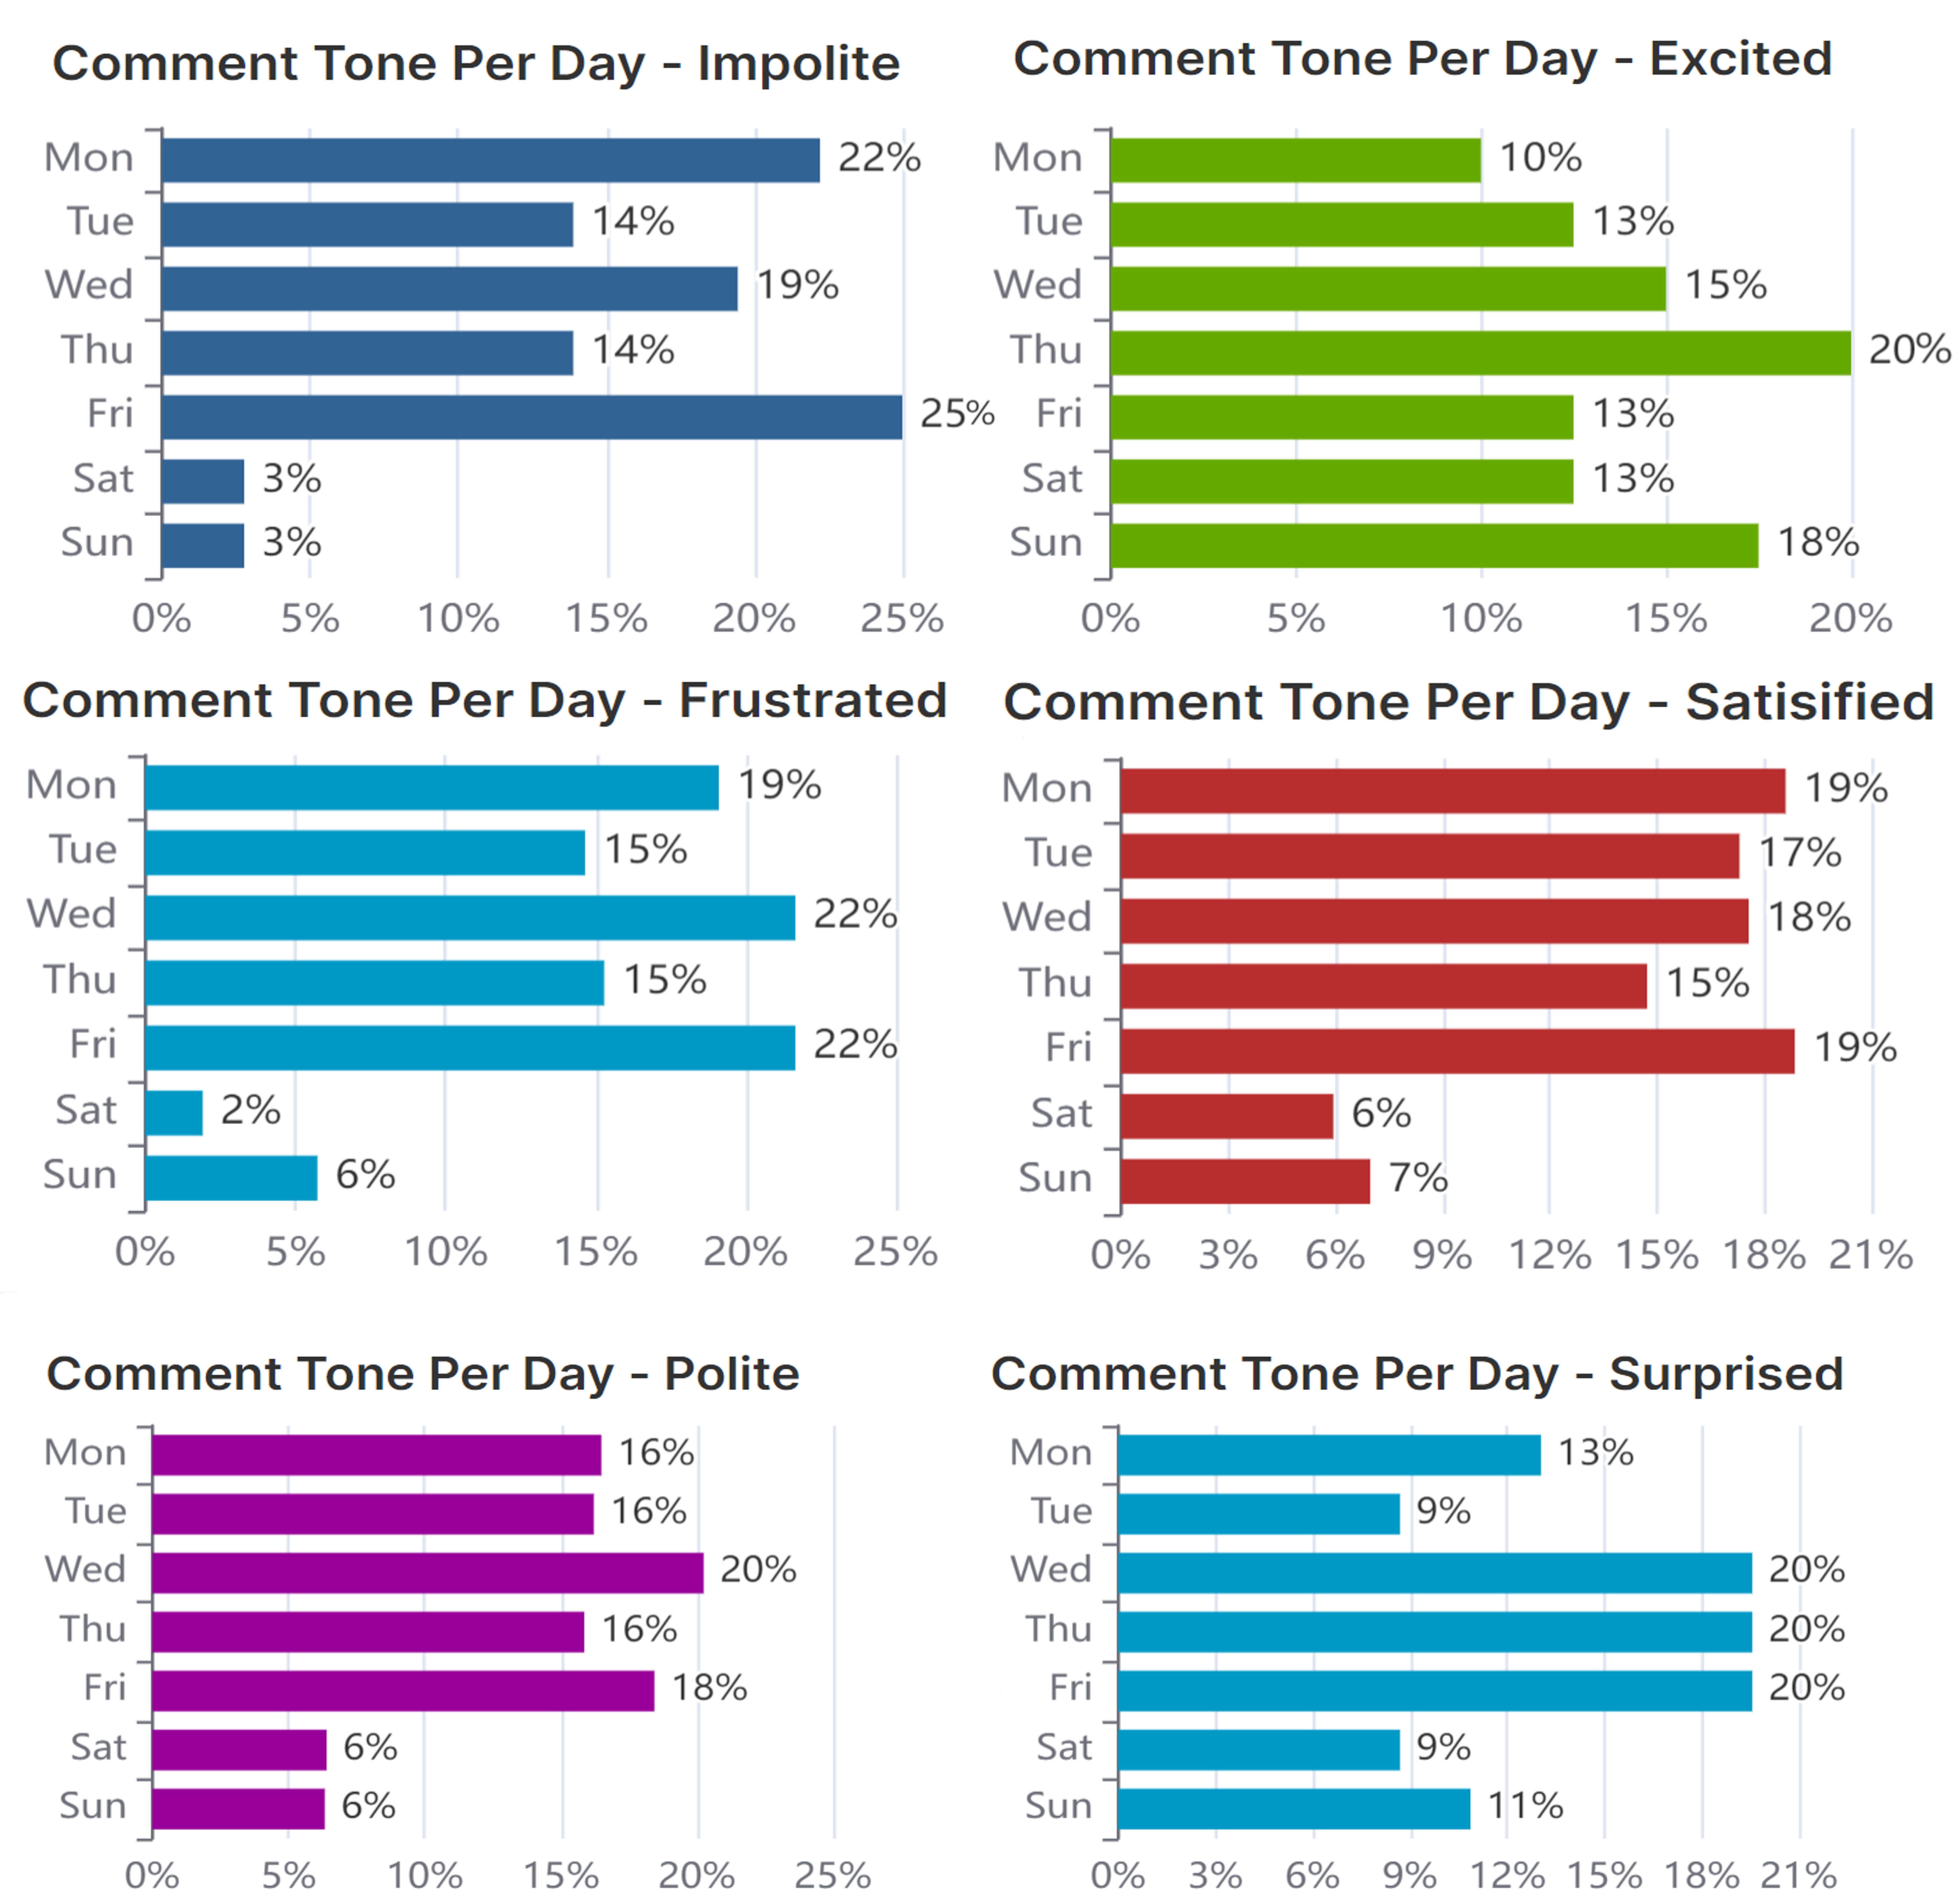 Comment Tone Per Day - Impolite
Mon 22%
Tue 14%
Wed 19%
Thu 14%
Fri 25%
Sat 3%
Sun 3%
0% 5% 10% 15% 20% 25%
Comment Tone Per Day - Excited
Mon 10%
Tue 13%
Wed 15%
Thu 20%
Fri 13%
Sat 13%
Sun 18%
0% 5% 10% 15% 20%
Comment Tone Per Day - Frustrated
Mon 19%
Tue 15%
Wed 22%
Thu 15%
Fri 22%
Sat 2%
Sun 6%
0% 5% 10% 15% 20% 25%
Comment Tone Per Day - Satisified
Mon 19%
Tue 17%
Wed 18%
Thu 15%
Fri 19%
Sat 6%
Sun 7%
0% 3% 6% 9% 12% 15% 18% 21%
Comment Tone Per Day - Polite
Mon 16%
Tue 16%
Wed 20%
Thu 16%
Fri 18%
Sat 6%
Sun 6%
0% 5% 10% 15% 20% 25%
Comment Tone Per Day - Surprised
Mon 13%
Tue 9%
Wed 20%
Thu 20%
Fri 20%
Sat 9%
Sun 11%
0% 3% 6% 9% 12% 15% 18% 21%